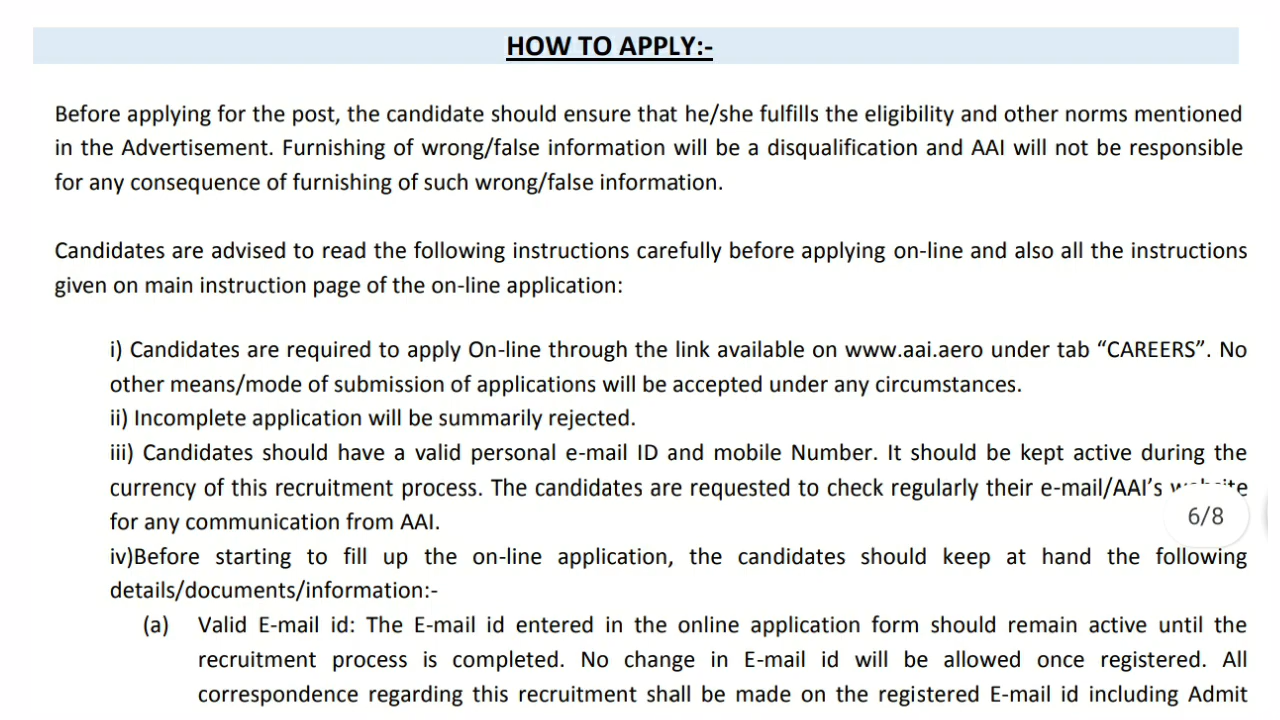 HOW TO APPLY:-
Before applying for the post, the candidate should ensure that he/she fulfills the eligibility and other norms mentioned
in the Advertisement. Furnishing of wrong/false information will be a disqualification and AAI will not be responsible
for any consequence of furnishing of such wrong/false information.
Candidates are advised to read the following instructions carefully before applying on-line and also all the instructions
given on main instruction page of the on-line application:
i) Candidates are required to apply On-line through the link available on www.aai.aero under tab “CAREERS”. No
other means/mode of submission of applications will be accepted under any circumstances.
ii) Incomplete application will be summarily rejected.
iii) Candidates should have a valid personal e-mail ID and mobile Number. It should be kept active during the
currency of this recruitment process. The candidates are requested to check regularly their e-mail/AAI’s
for any communication from AAI.
6/8
iv)Before starting to fill up the on-line application, the candidates should keep at hand the following
details/documents/information:-
(a) Valid E-mail id: The E-mail id entered in the online application form should remain active until the
recruitment process is completed. No change in E-mail id will be allowed once registered. All
correspondence regarding this recruitment shall be made on the registered E-mail id including Admit